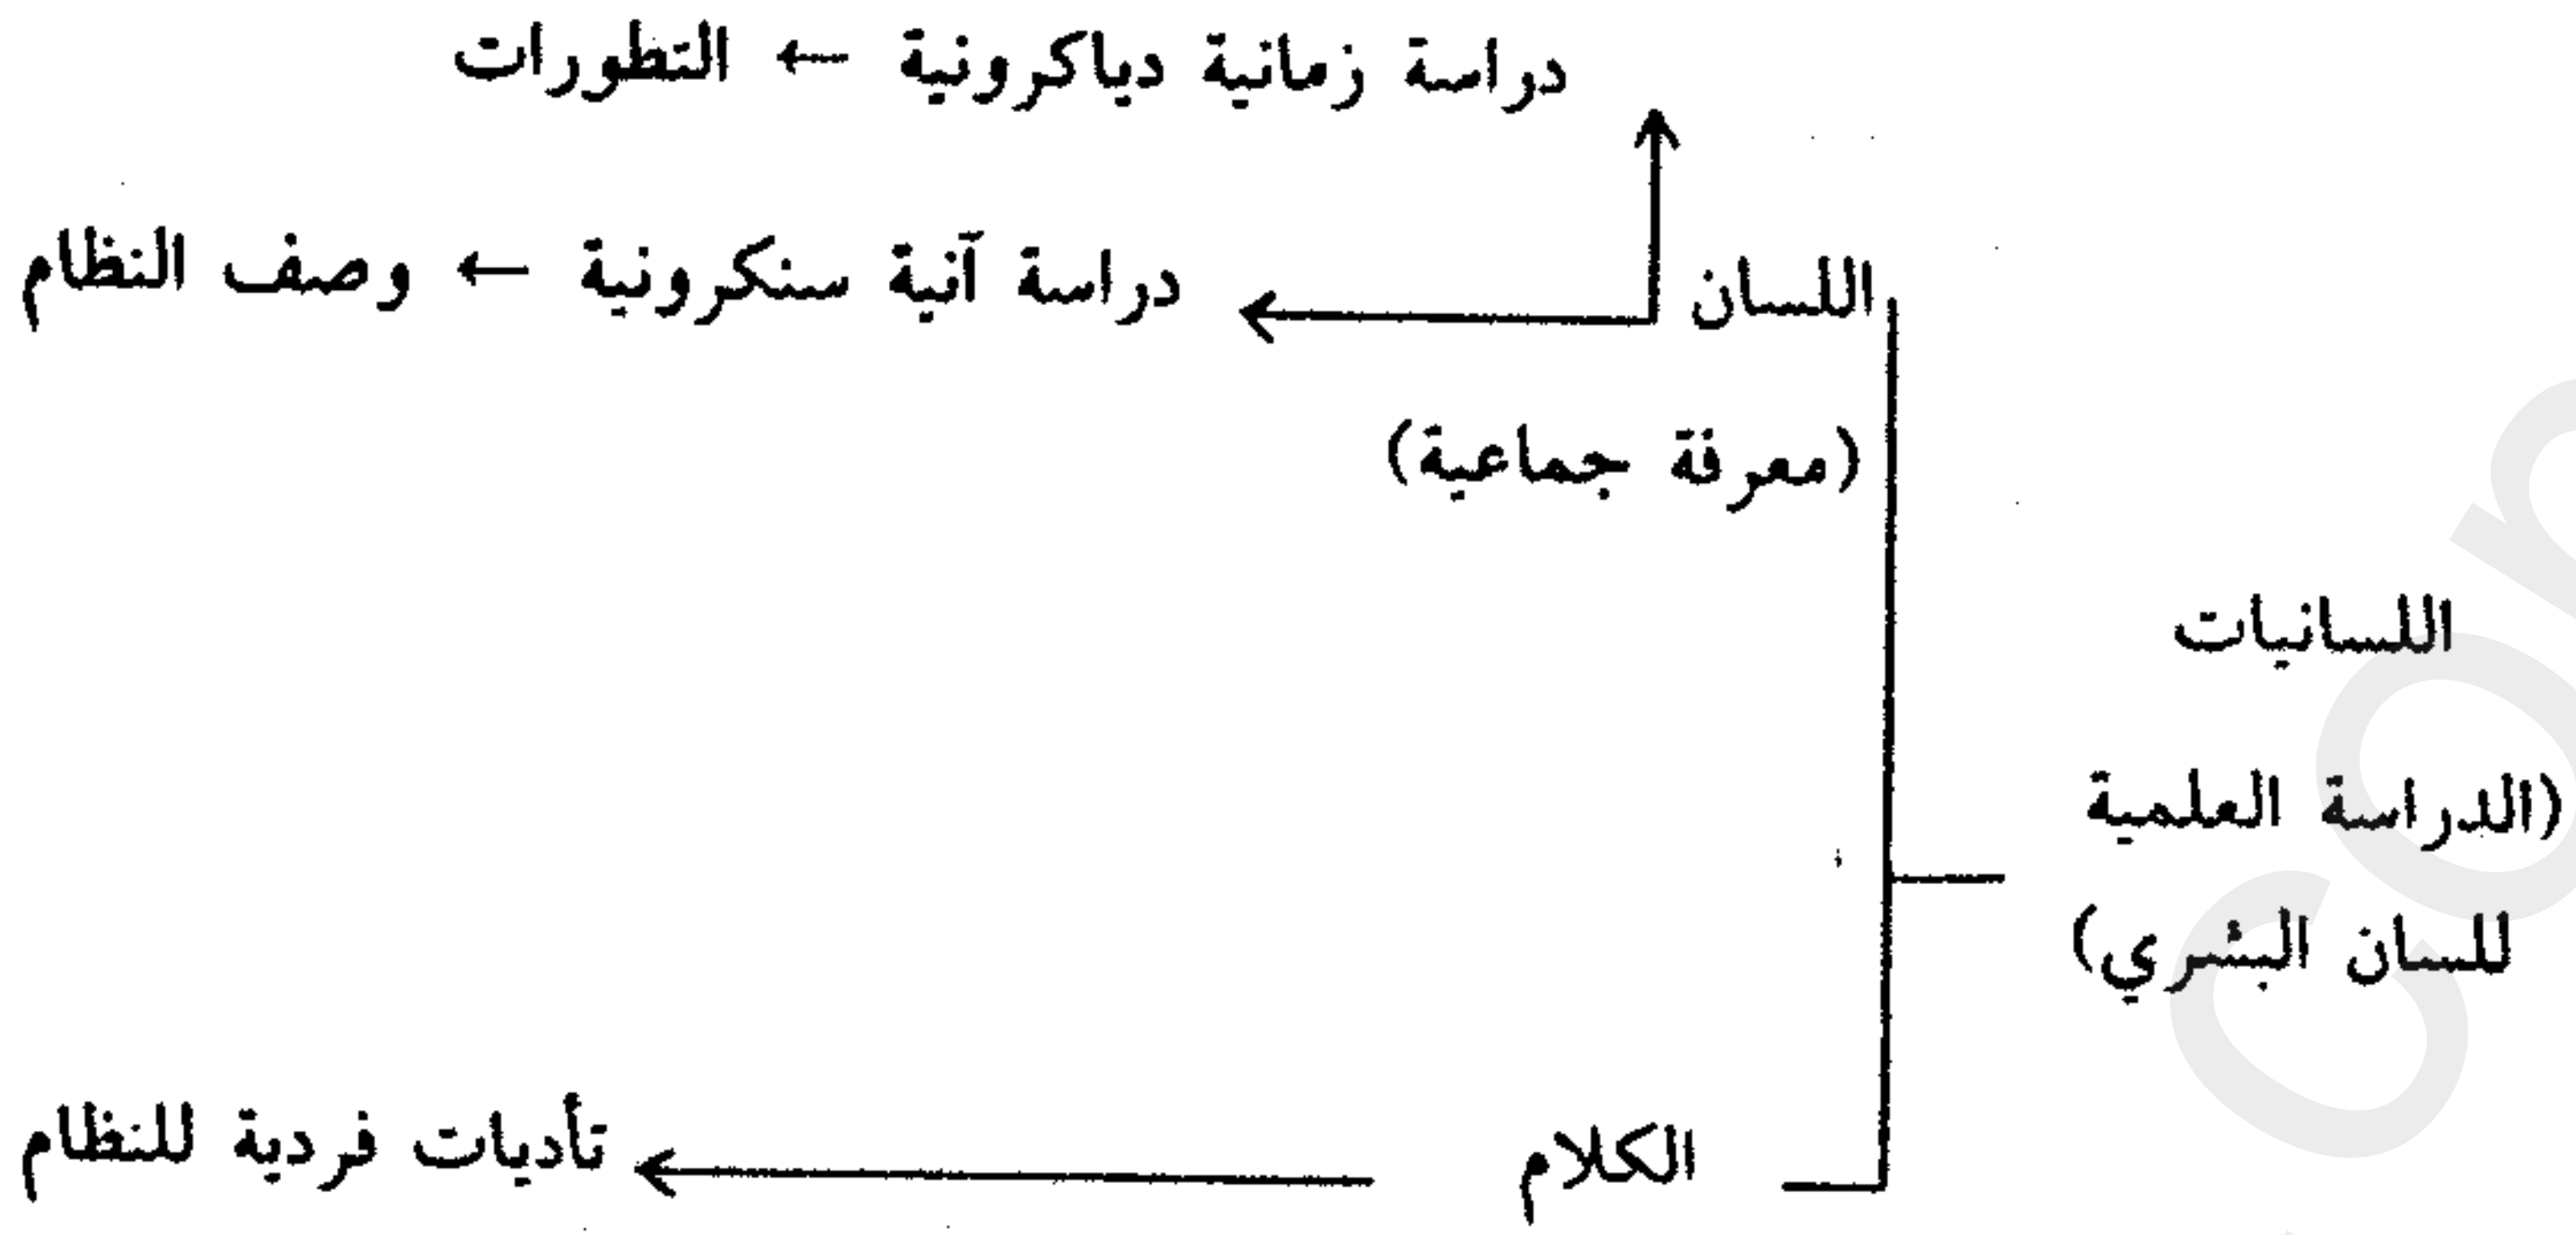 دراسة زمانية دياكرونية ← التطورات
اللسان
دراسة آنية سنكرونية ← وصف النظام
(معرفة جماعية)
اللسانيات
(الدراسة العلمية
للسان البشري)
الكلام
تأديات فردية للنظام